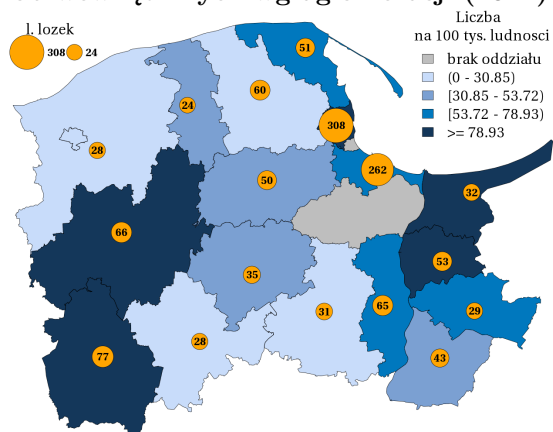 l. lozek
308
24
Liczba
na 100 tys. ludnosci
brak oddziału
(0 - 30.85)
[30.85 - 53.72)
[53.72 - 78.93)
>= 78.93
51
60
24
308
28
262
50
32
66
53
35
65
31
29
28
77
43